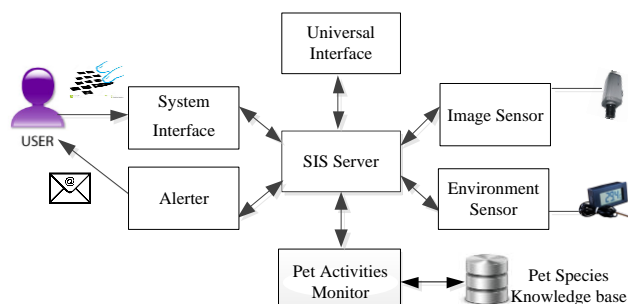 Universal
Interface
System
Interface
USER
Image Sensor
SIS Server
@
Alerter
Environment
Sensor
Pet Activities
Monitor
Pet Species
Knowledge base